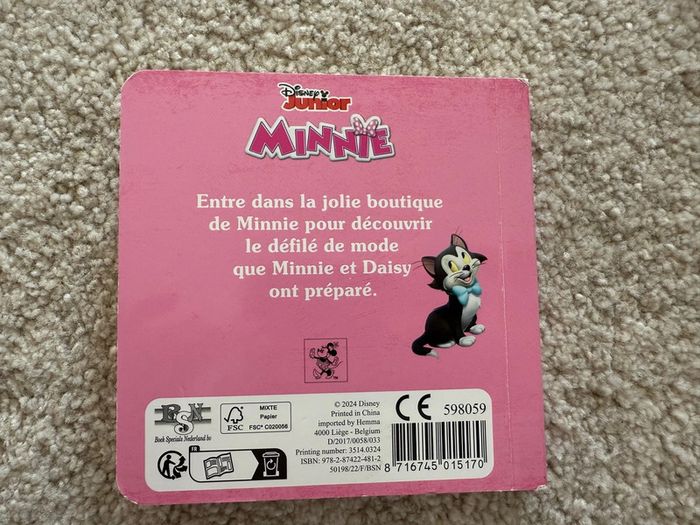 Disney
Junior
MINNIE
Entre dans la jolie boutique
de Minnie pour découvrir
le défilé de mode
que Minnie et Daisy
ont préparé.
TM
BSN
Book Specials Nederland bv
FSC
MIXTE
Papier
FSC® C020056
FR
© 2024 Disney
Printed in China
imported by Hemma
4000 Liège - Belgium
D/2017/0058/033
Printing number: 3514.0324
ISBN: 978-2-87422-481-2
50198/22/F/BSN
CE 598059
8 716745 015170